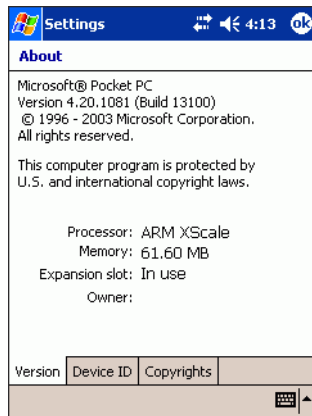 Settings 4:13 ok
About
Microsoft® Pocket PC
Version 4.20.1081 (Build 13100)
© 1996 - 2003 Microsoft Corporation.
All rights reserved.
This computer program is protected by
U.S. and international copyright laws.
Processor: ARM XScale
Memory: 61.60 MB
Expansion slot: In use
Owner:
Version Device ID Copyrights